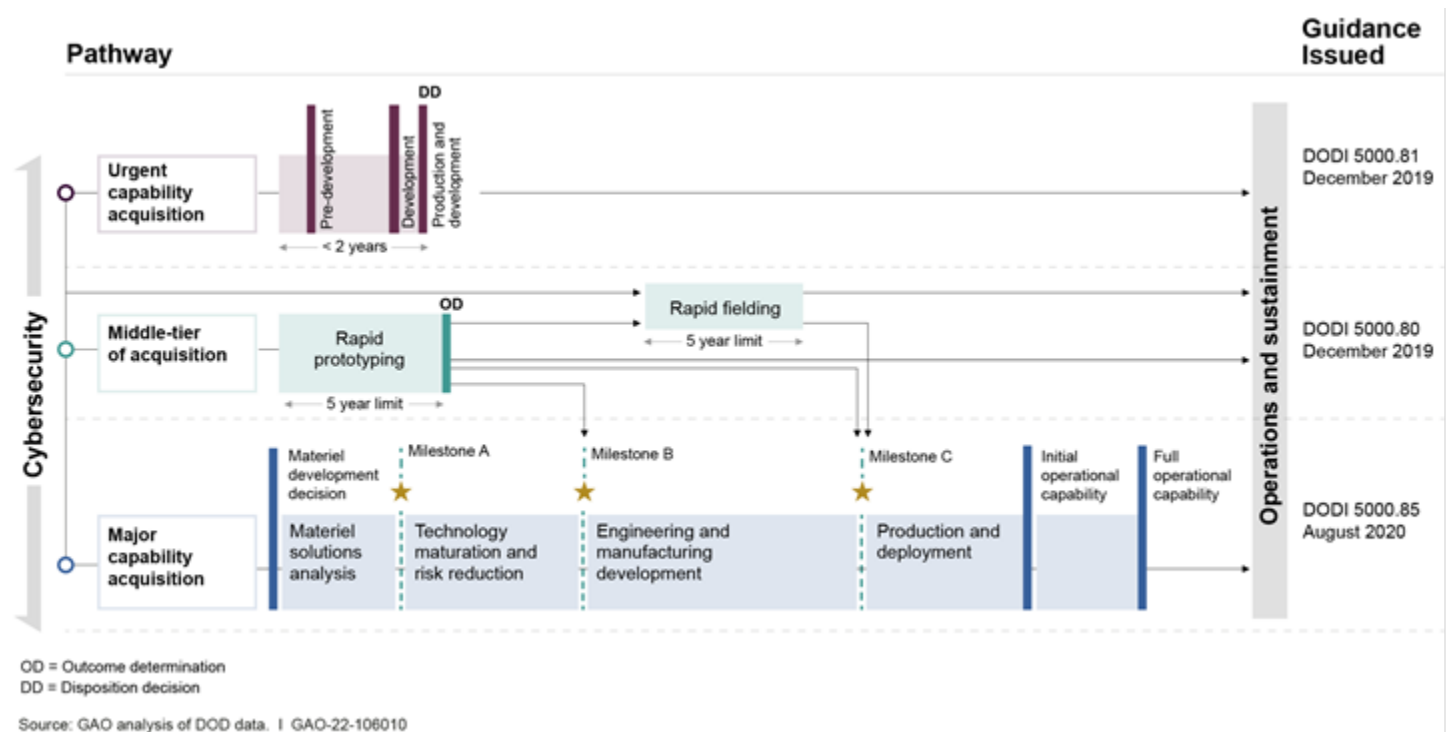 Pathway
Guidance
Issued
Cybersecurity
Urgent
capability
acquisition
Pre-development
Development
DD
Production and
development
< 2 years
DODI 5000.81
December 2019
Middle-tier
of acquisition
Rapid
prototyping
OD
5 year limit
Rapid fielding
5 year limit
DODI 5000.80
December 2019
Major
capability
acquisition
Materiel
development
decision
Milestone A
Milestone B
Milestone C
Initial
operational
capability
Full
operational
capability
Materiel
solutions
analysis
Technology
maturation and
risk reduction
Engineering and
manufacturing
development
Production and
deployment
Operations and sustainment
DODI 5000.85
August 2020
OD = Outcome determination
DD = Disposition decision
Source: GAO analysis of DOD data. I GAO-22-106010